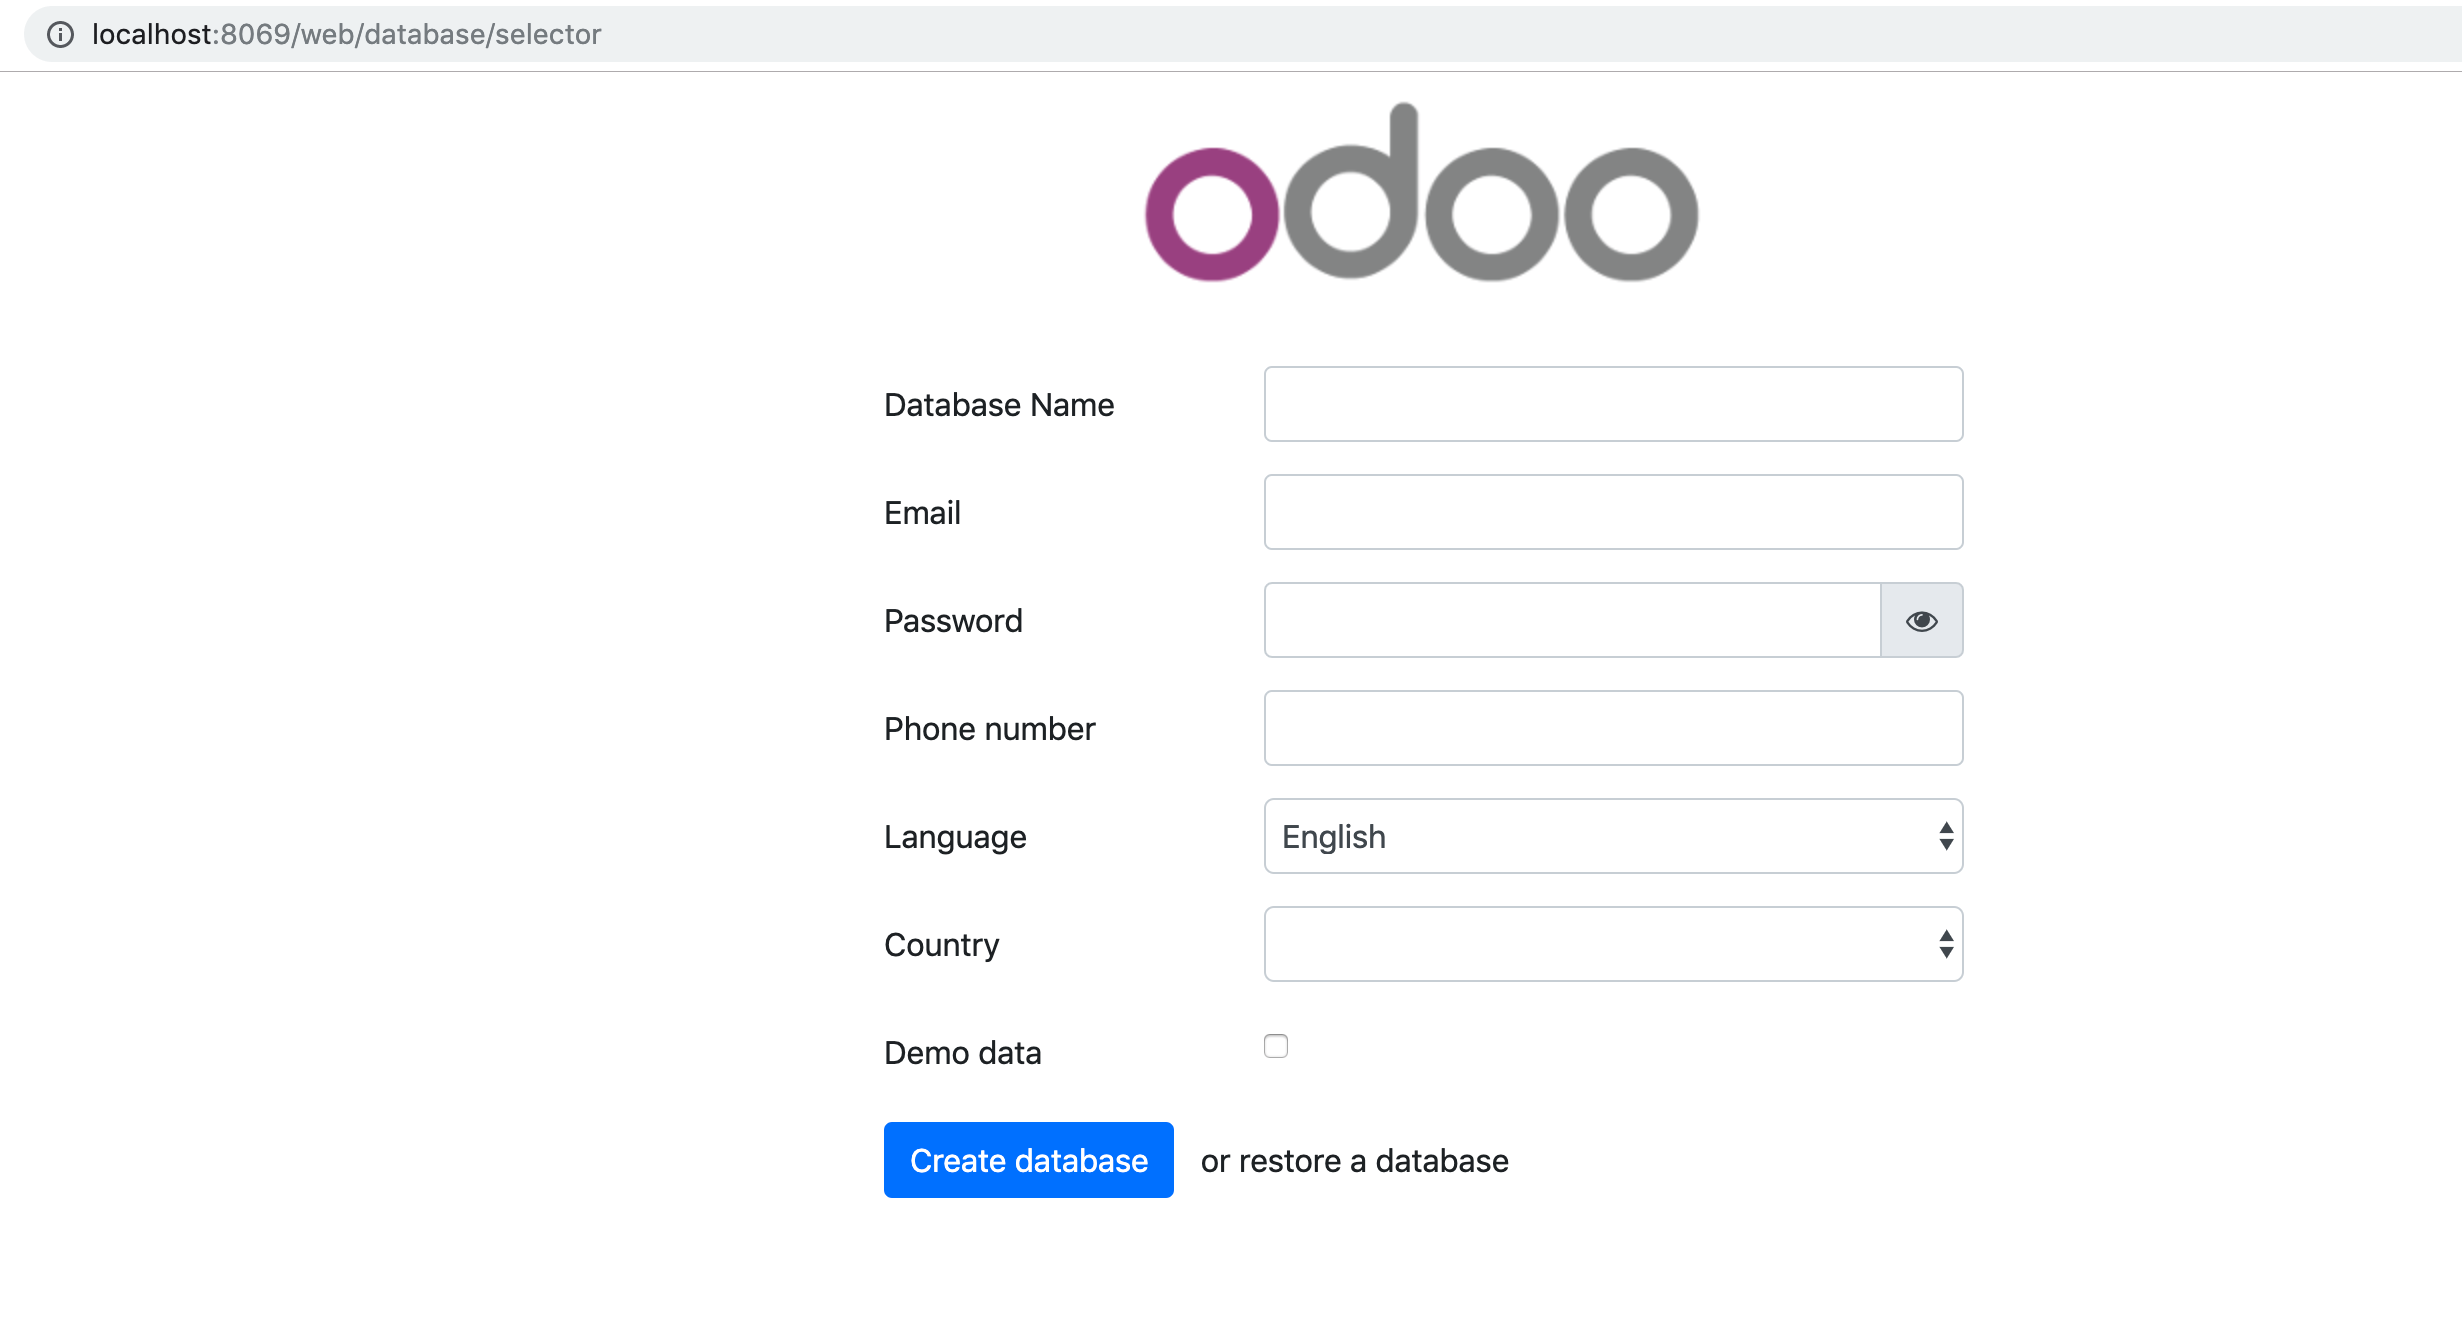 localhost:8069/web/database/selector
odoo
Database Name
Email
Password
Phone number
Language English
Country
Demo data
Create database or restore a database